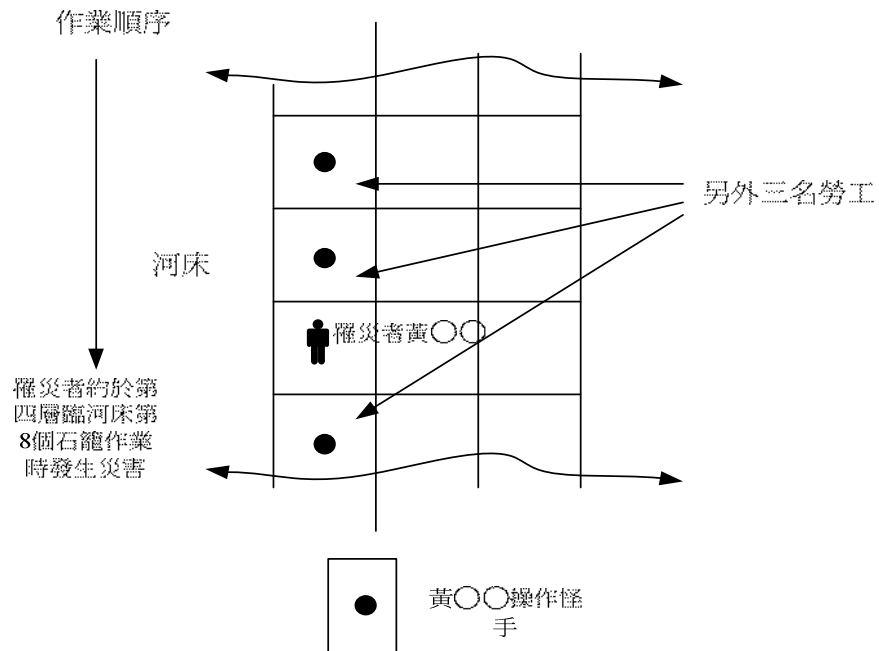 作業順序
另外三名勞工
河床
罹災者黃〇〇
罹災者約於第
四層臨河床第
8個石籠作業
時發生災害
黃〇〇操作怪
手